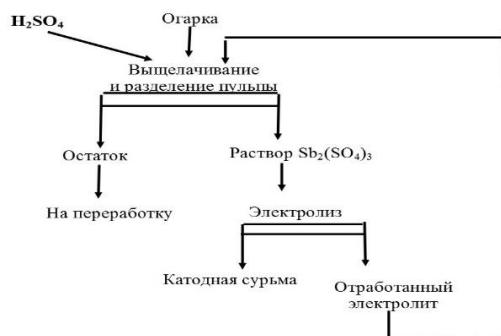 H₂SO₄
Огарка
Выщелачивание
и разделение пульпы
Остаток
Раствор Sb₂(SO₄)₃
На переработку
Электролиз
Катодная сурьма
Отработанный
электролит